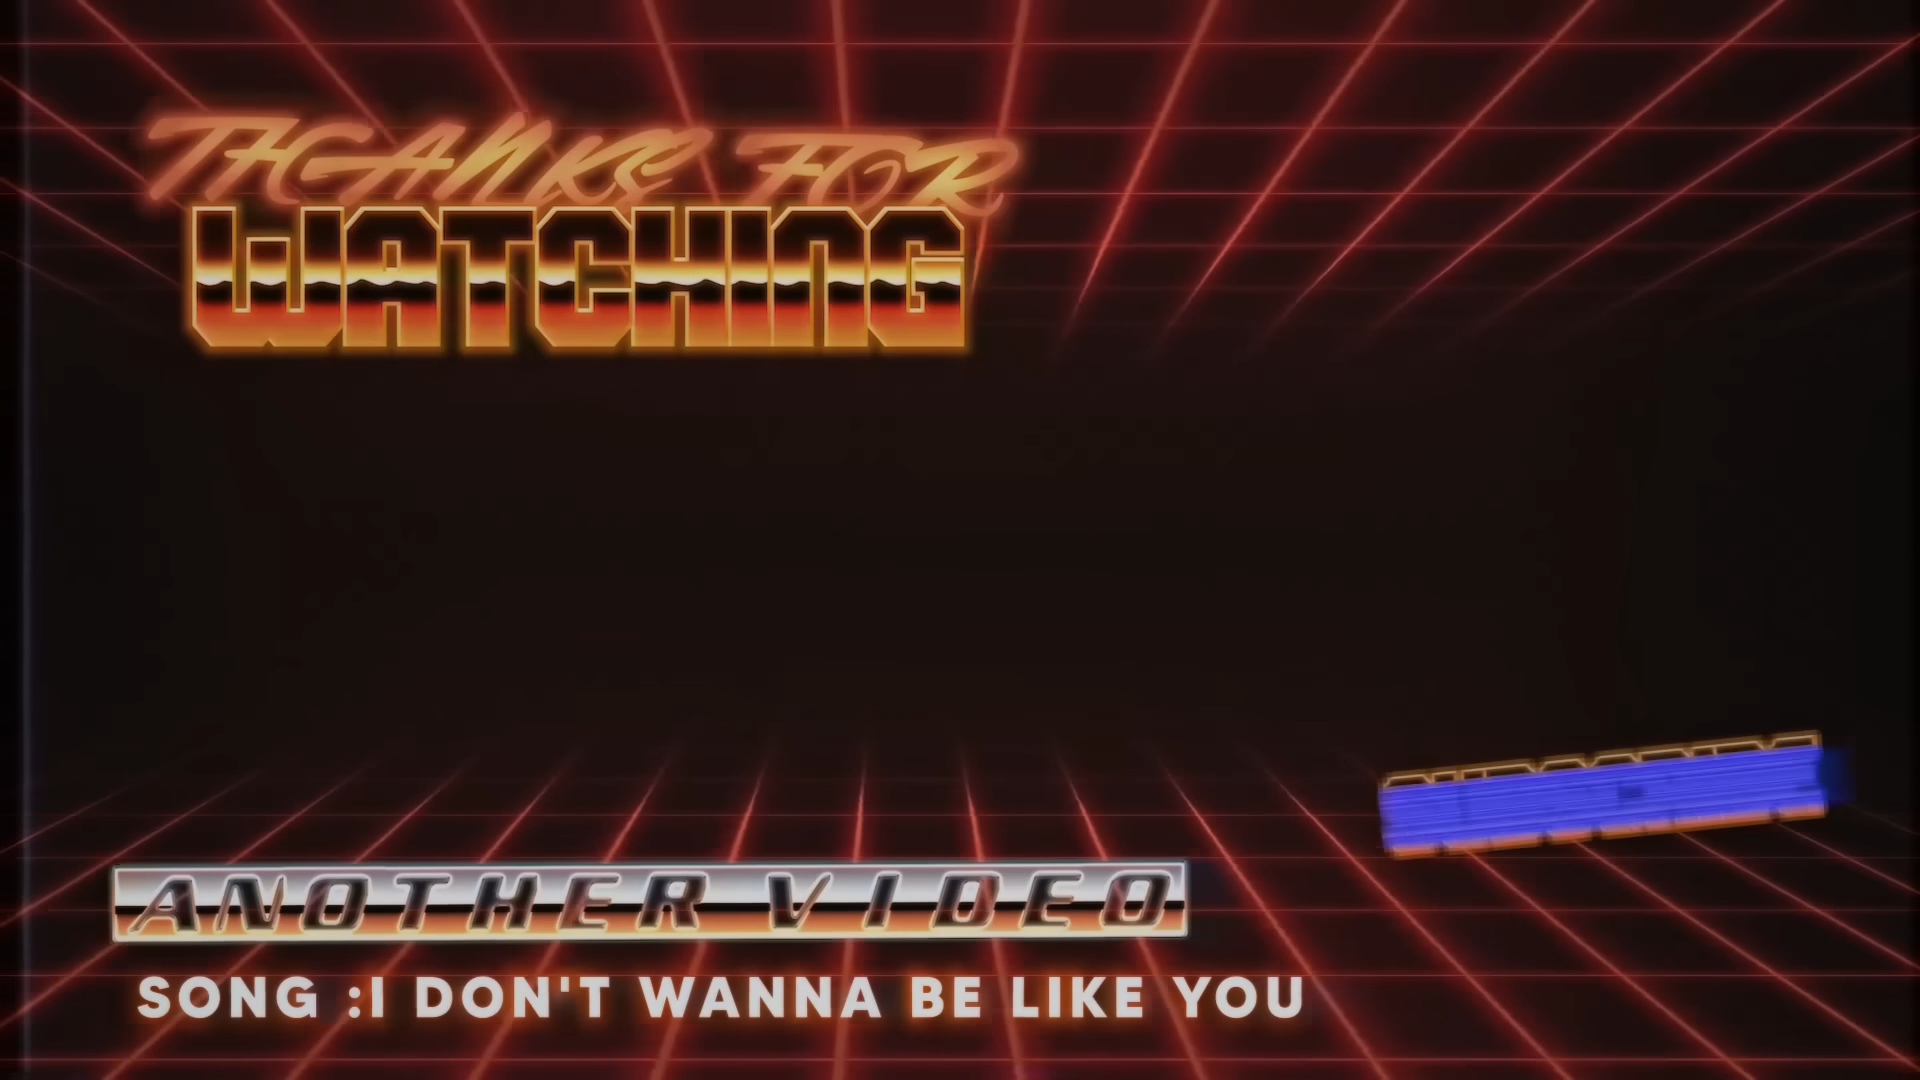 THANKS FOR
WATCHING
ANOTHER VIDEO
SONG :I DON'T WANNA BE LIKE YOU